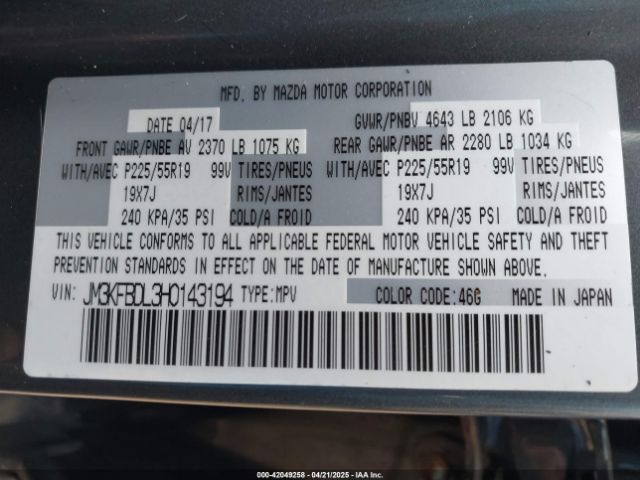 MFD. BY MAZDA MOTOR CORPORATION
DATE 04/17 GVWR/PNBV 4643 LB 2106 KG
FRONT GAWR/PNBE AV 2370 LB 1075 KG REAR GAWR/PNBE AR 2280 LB 1034 KG
WITH/AVEC P225/55R19 99V TIRES/PNEUS WITH/AVEC P225/55R19 99V TIRES/PNEUS
19X7J RIMS/JANTES 19X7J RIMS/JANTES
240 KPA/35 PSI COLD/A FROID 240 KPA/35 PSI COLD/A FROID
THIS VEHICLE CONFORMS TO ALL APPLICABLE FEDERAL MOTOR VEHICLE SAFETY AND THEFT
PREVENTION STANDARDS IN EFFECT ON THE DATE OF MANUFACTURE SHOWN ABOVE.
VIN: JM3KFBDL3H0143194 TYPE:MPV COLOR CODE:46G MADE IN JAPAN
000-42049258 - 04/21/2025 - IAA Inc.